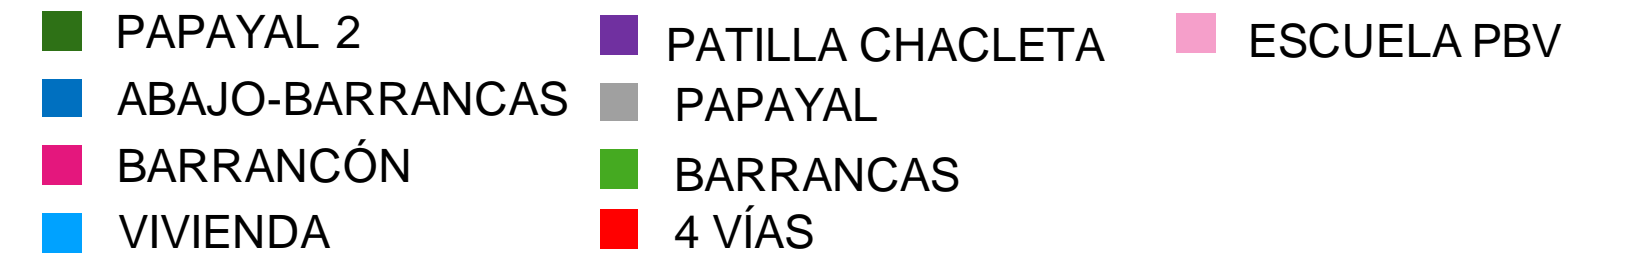 PAPAYAL 2
ABAJO-BARRANCAS
BARRANCÓN
VIVIENDA
PATILLA CHACLETA
PAPAYAL
BARRANCAS
4 VÍAS
ESCUELA PBV